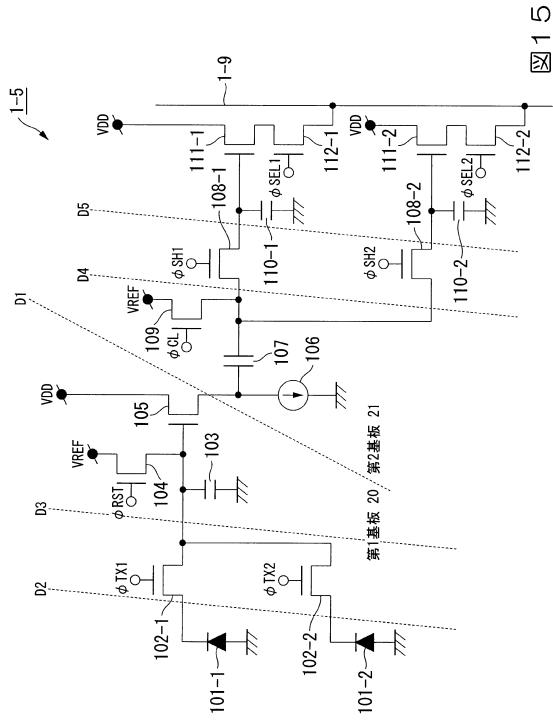 図15
1-5
VDD
1-9
111-1
112-1
φSEL1
108-1
110-1
VDD
111-2
112-2
φSEL2
108-2
110-2
D5
φSH1
φSH2
D4
VREF
109
φCL
107
106
D1
VDD
105
VREF
104
φRST
103
第1基板 20
第2基板 21
D3
φTX1
102-1
φTX2
102-2
D2
101-1
101-2